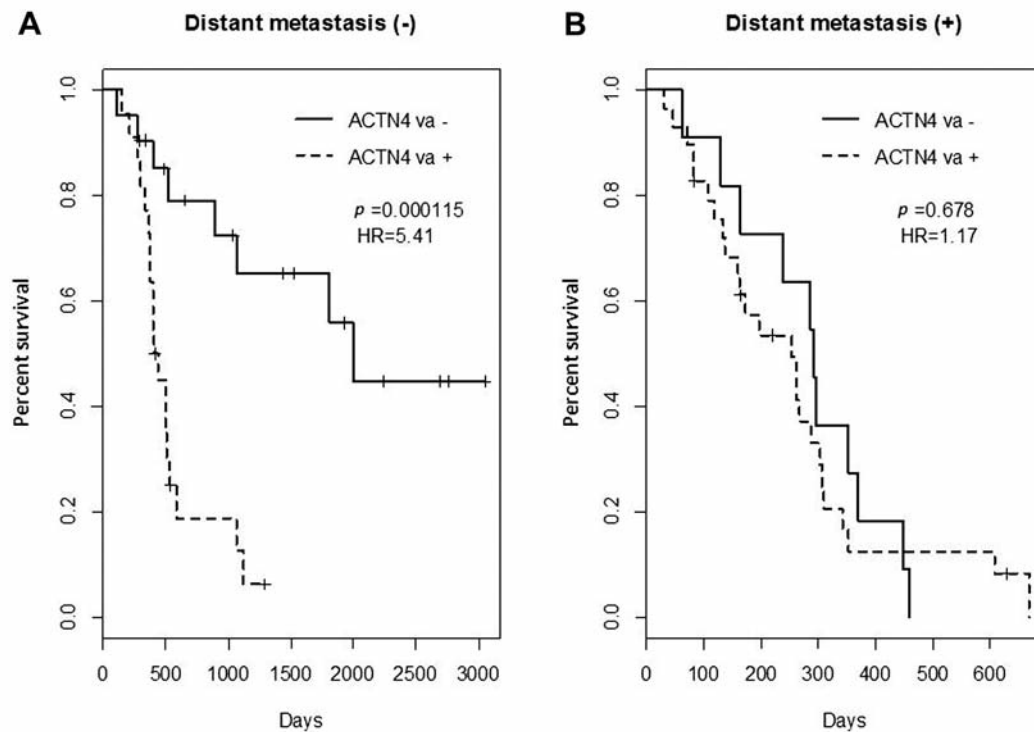 A
Distant metastasis (-)
Percent survival
1.0
0.8
0.6
0.4
0.2
0.0
ACTN4 va -
ACTN4 va +
p =0.000115
HR=5.41
0 500 1000 1500 2000 2500 3000
Days
B
Distant metastasis (+)
Percent survival
1.0
0.8
0.6
0.4
0.2
0.0
ACTN4 va -
ACTN4 va +
p =0.678
HR=1.17
0 100 200 300 400 500 600
Days